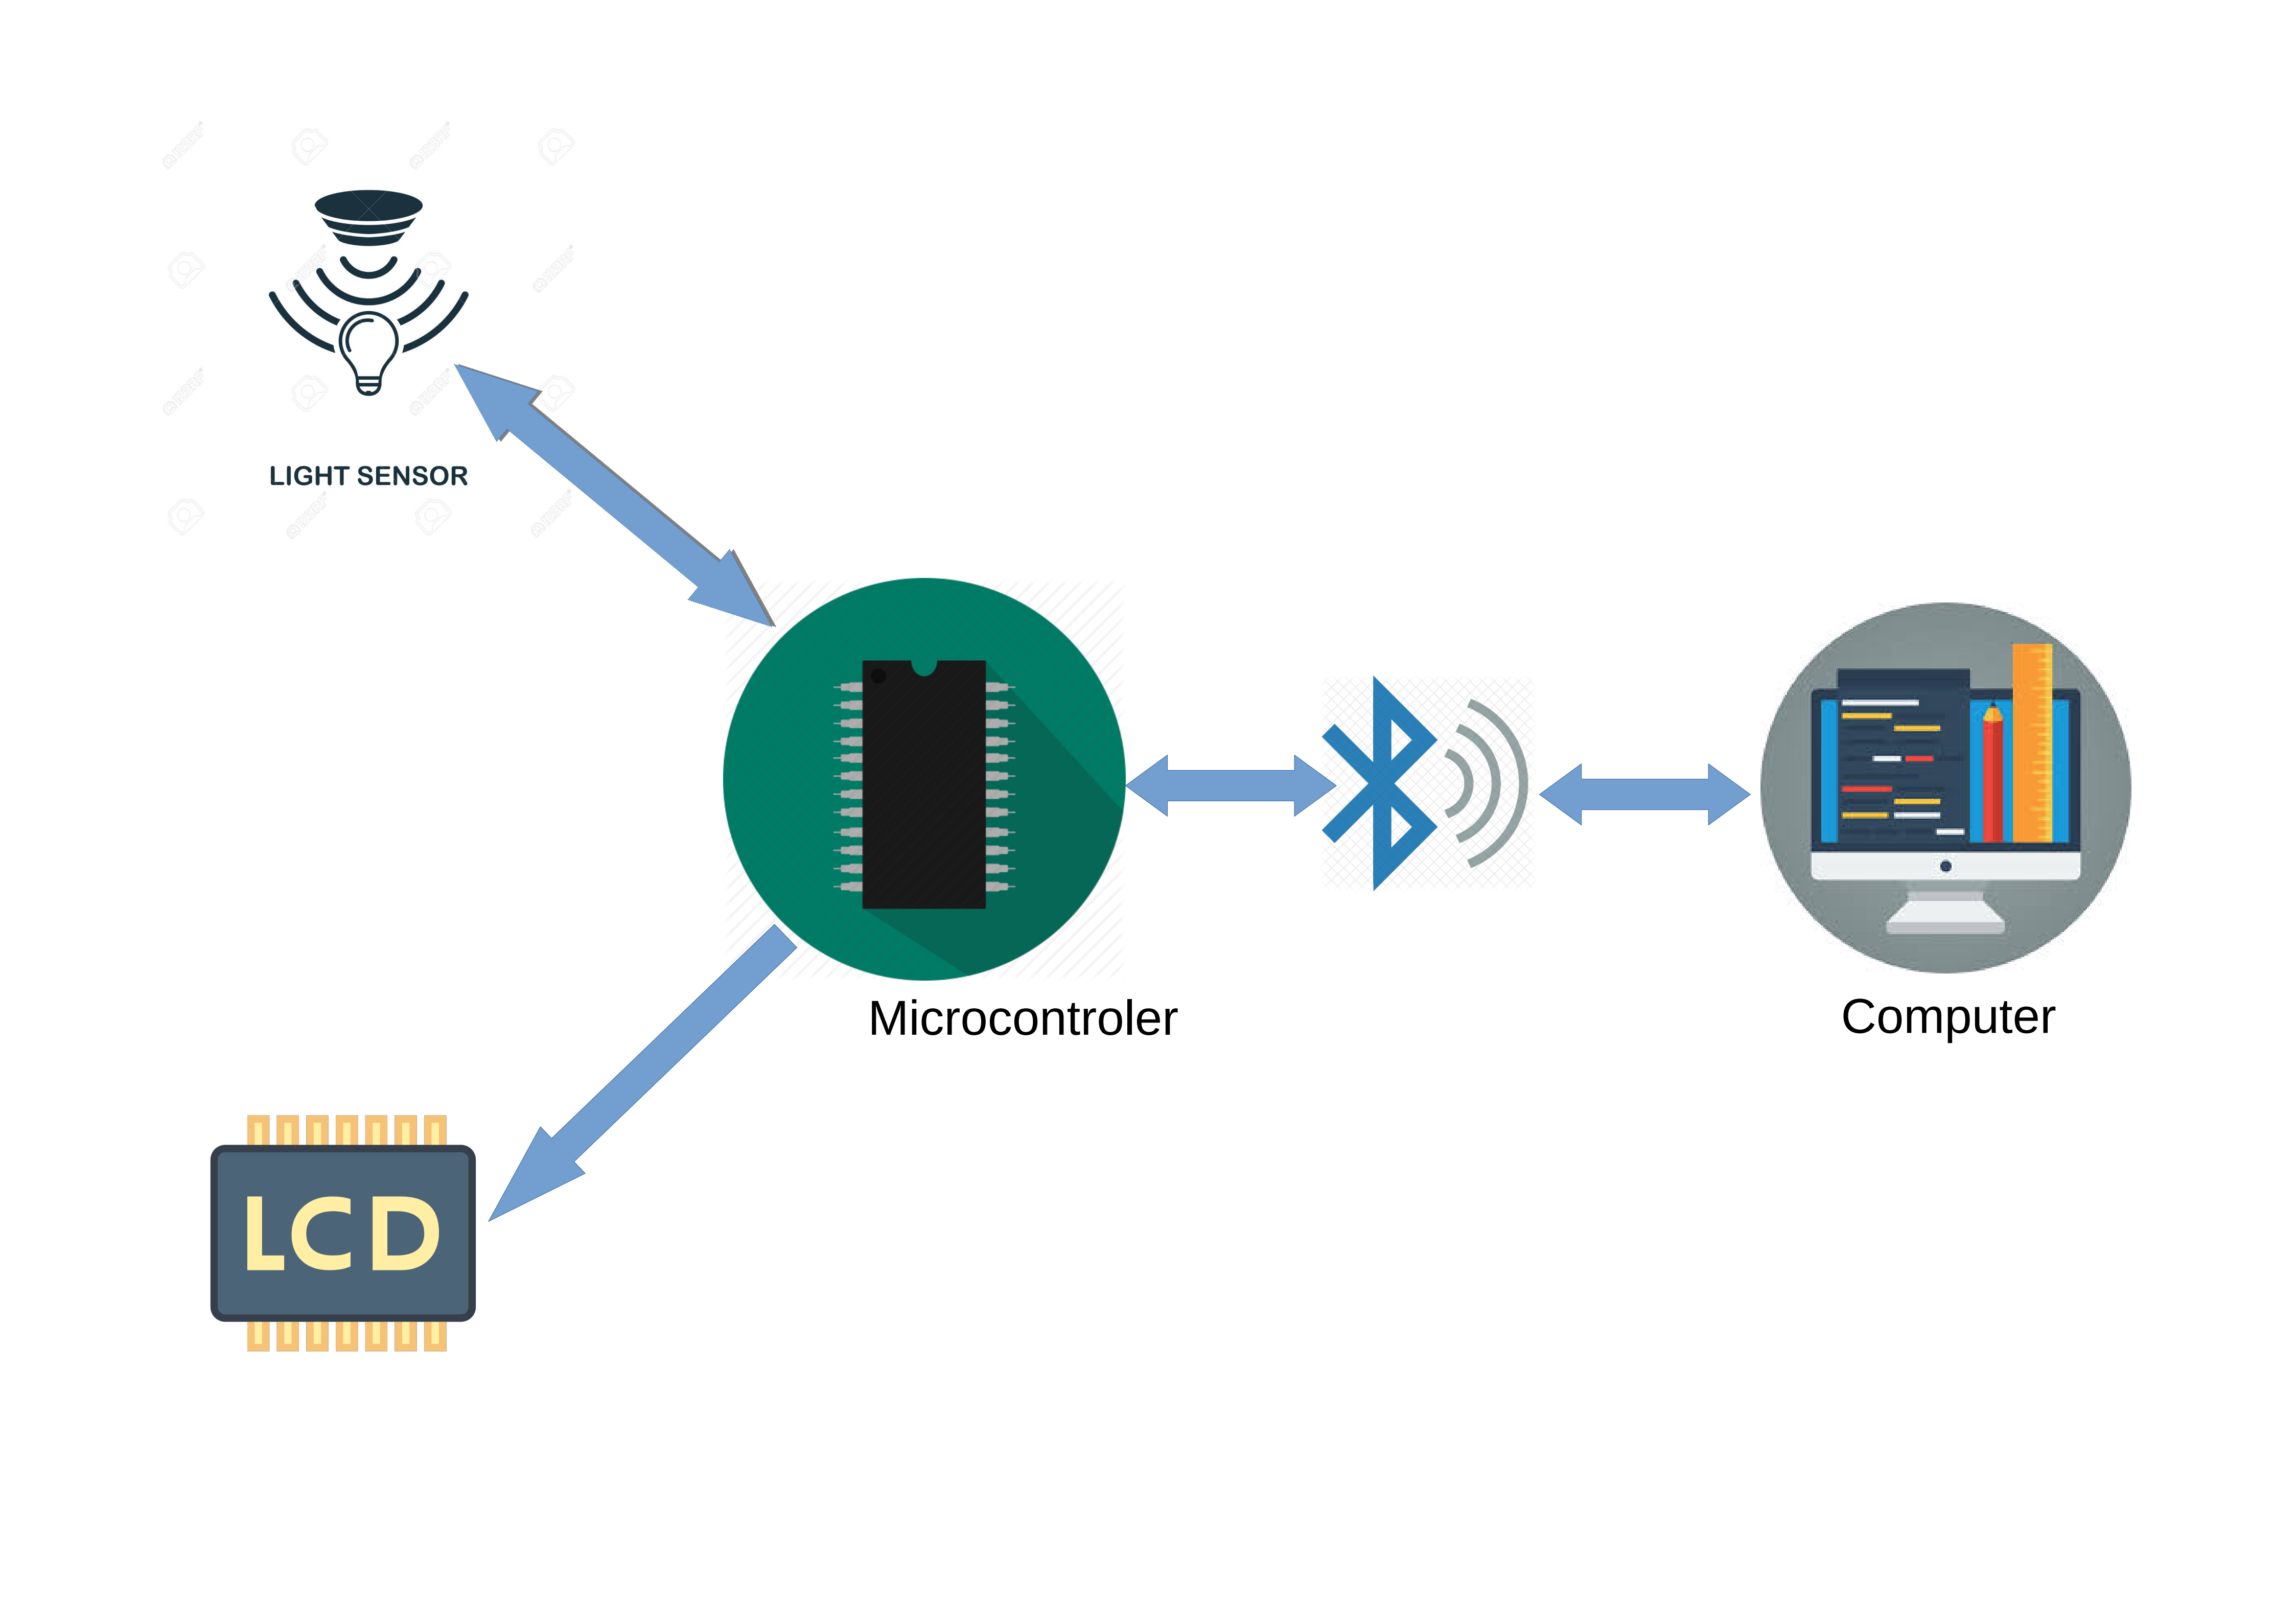 LIGHT SENSOR
Microcontroler
Computer
LCD